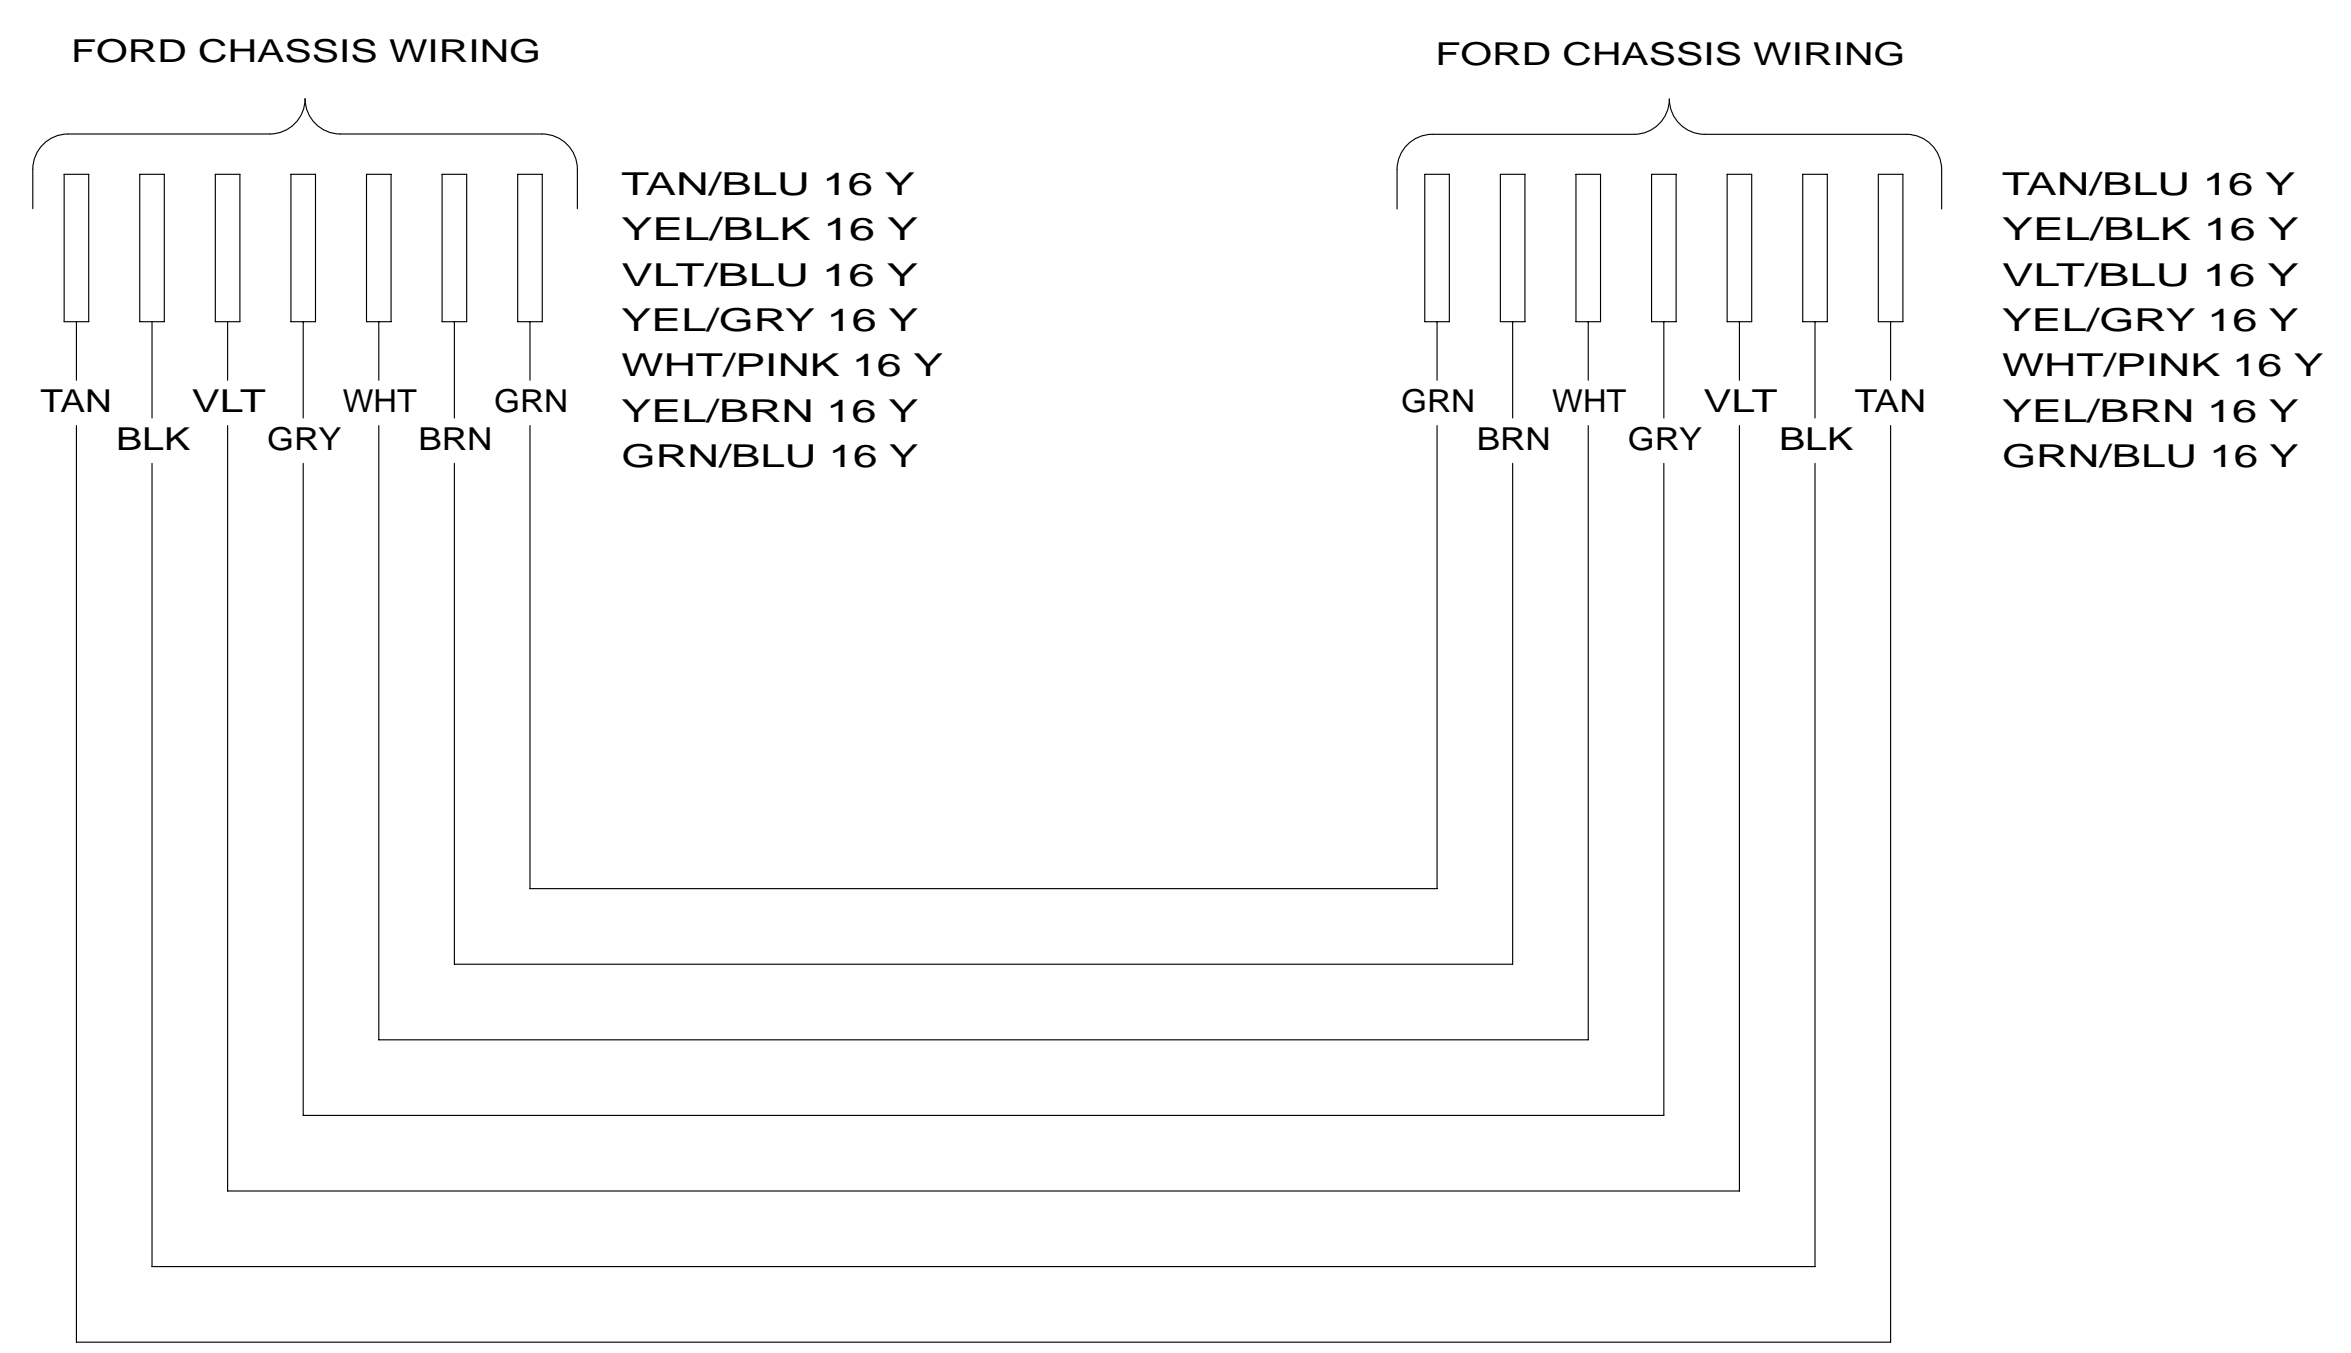 FORD CHASSIS WIRING
TAN/BLU 16 Y
YEL/BLK 16 Y
VLT/BLU 16 Y
YEL/GRY 16 Y
WHT/PINK 16 Y
YEL/BRN 16 Y
GRN/BLU 16 Y
TAN VLT WHT GRN
BLK GRY BRN
FORD CHASSIS WIRING
TAN/BLU 16 Y
YEL/BLK 16 Y
VLT/BLU 16 Y
YEL/GRY 16 Y
WHT/PINK 16 Y
YEL/BRN 16 Y
GRN/BLU 16 Y
GRN WHT VLT TAN
BRN GRY BLK